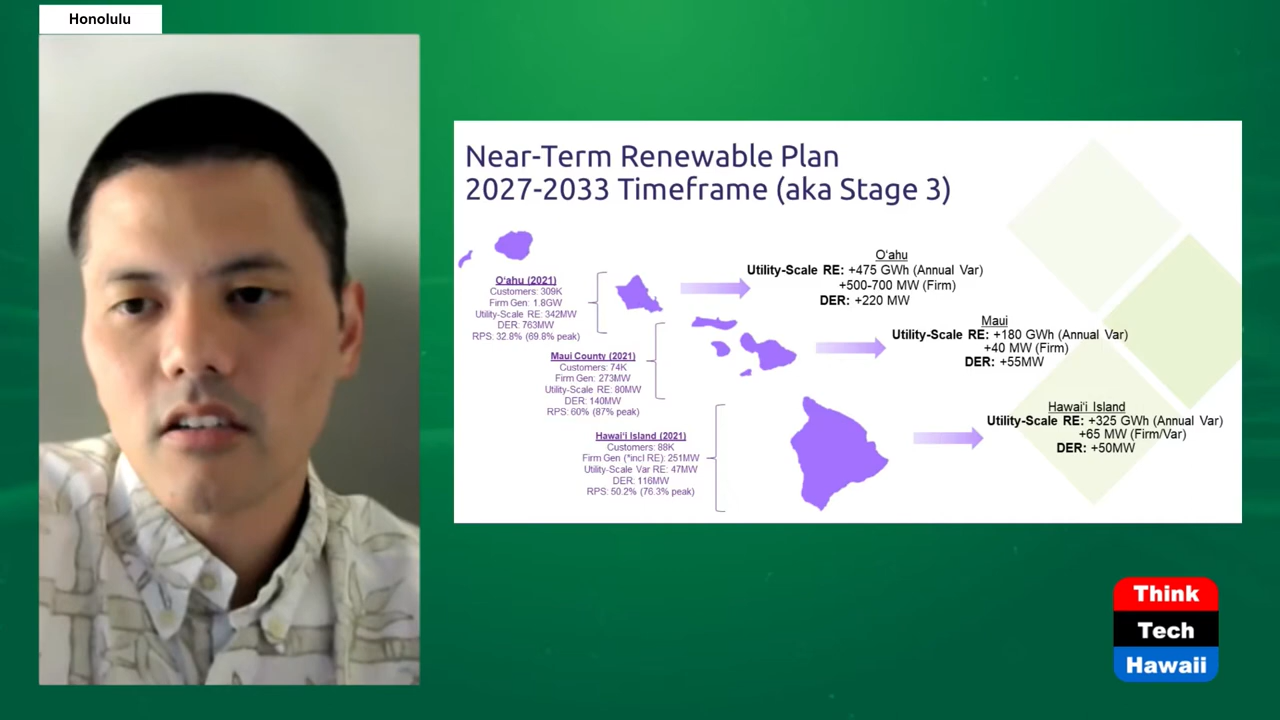 Honolulu
Near-Term Renewable Plan
2027-2033 Timeframe (aka Stage 3)
Oʻahu (2021)
Customers: 309K
Firm Gen: 1.8GW
Utility-Scale RE: 342MW
DER: 763MW
RPS: 32.8% (69.8% peak)
Oʻahu
Utility-Scale RE: +475 GWh (Annual Var)
+500-700 MW (Firm)
DER: +220 MW
Maui County (2021)
Customers: 74K
Firm Gen: 273MW
Utility-Scale RE: 80MW
DER: 140MW
RPS: 60% (87% peak)
Maui
Utility-Scale RE: +180 GWh (Annual Var)
+40 MW (Firm)
DER: +55MW
Hawaiʻi Island (2021)
Customers: 88K
Firm Gen (*incl RE): 251MW
Utility-Scale Var RE: 47MW
DER: 116MW
RPS: 50.2% (76.3% peak)
Hawaiʻi Island
Utility-Scale RE: +325 GWh (Annual Var)
+65 MW (Firm/Var)
DER: +50MW
Think
Tech
Hawaii